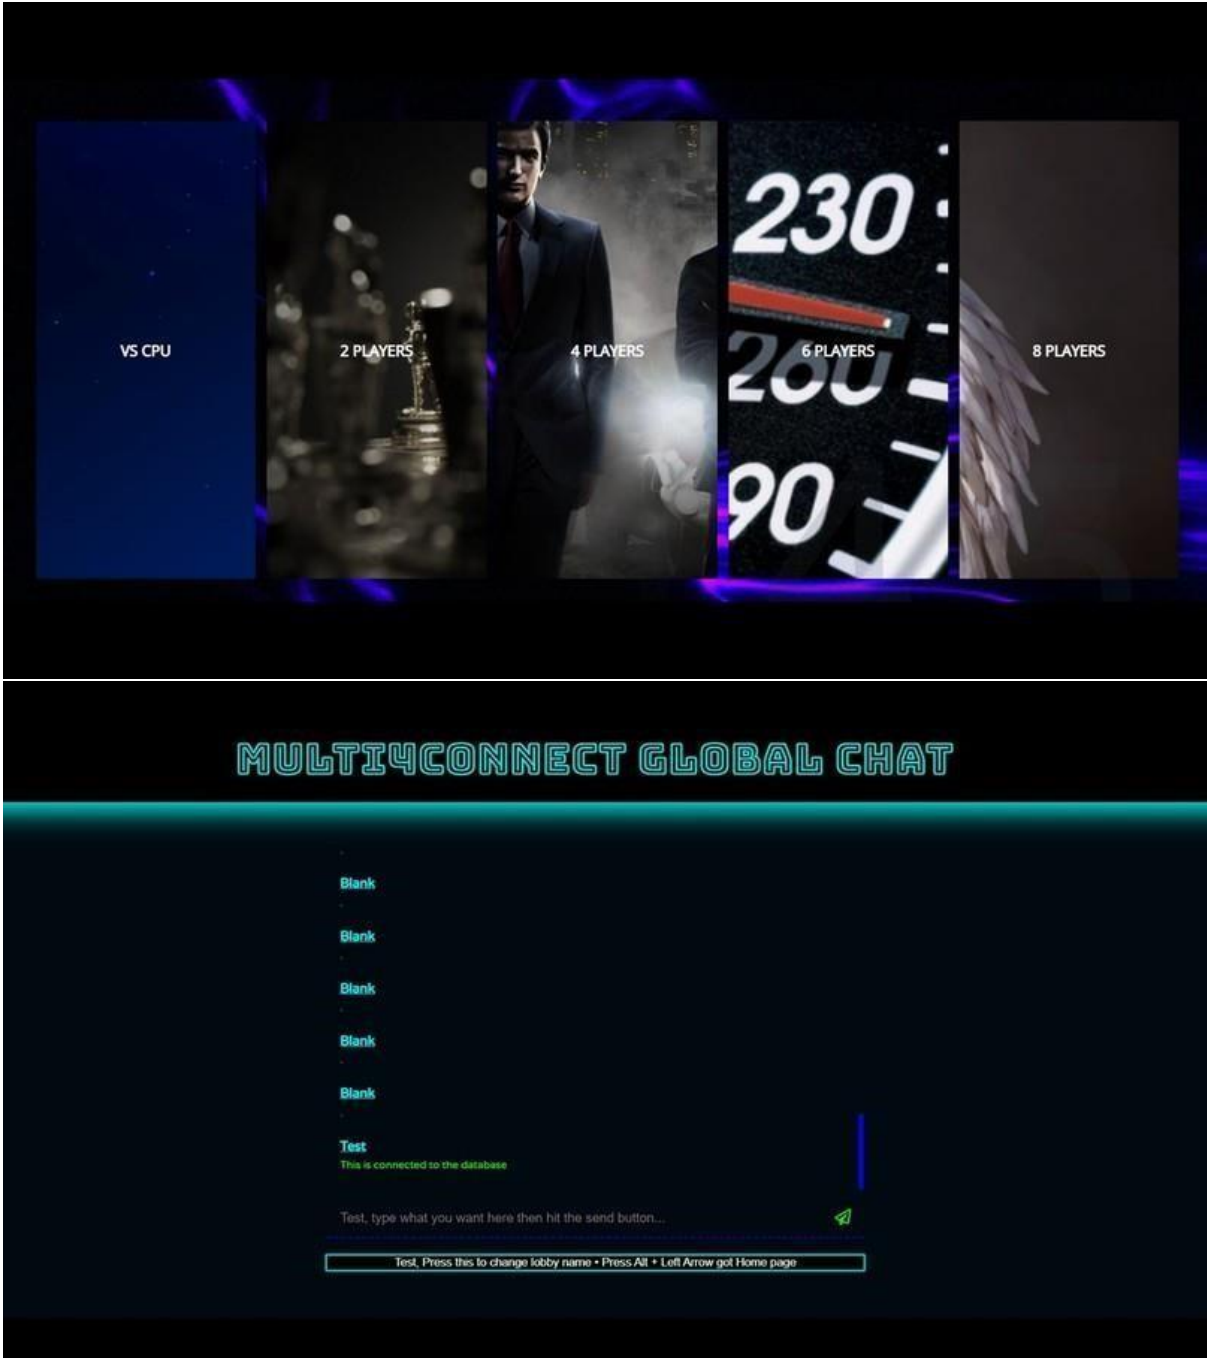 VS CPU
2 PLAYERS
4 PLAYERS
230
260
6 PLAYERS
90
8 PLAYERS
MULTI4CONNECT GLOBAL CHAT
Blank
Blank
Blank
Blank
Blank
Test
This is connected to the database
Test, type what you want here then hit the send button...
Test, Press this to change lobby name • Press Alt + Left Arrow got Home page